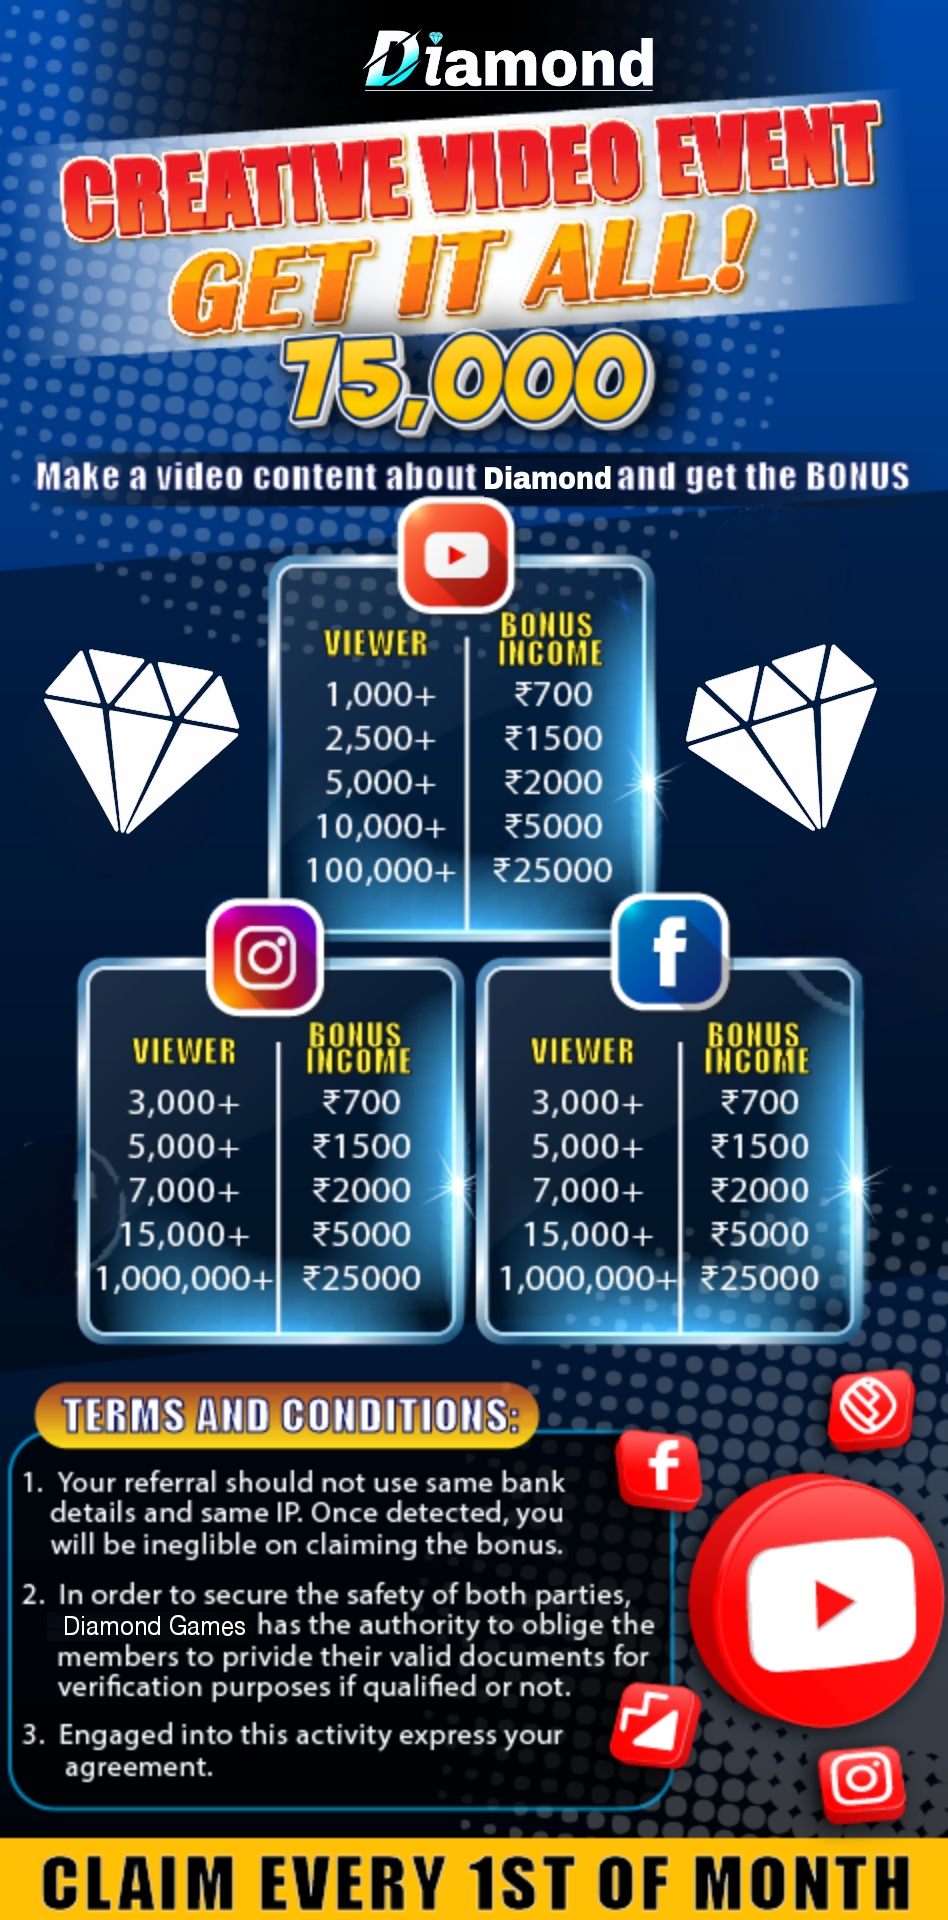 Diamond
CREATIVE VIDEO EVENT
GET IT ALL!
75,000
Make a video content about Diamond and get the BONUS
VIEWER BONUS INCOME
1,000+ ₹700
2,500+ ₹1500
5,000+ ₹2000
10,000+ ₹5000
100,000+ ₹25000
VIEWER BONUS INCOME
3,000+ ₹700
5,000+ ₹1500
7,000+ ₹2000
15,000+ ₹5000
1,000,000+ ₹25000
VIEWER BONUS INCOME
3,000+ ₹700
5,000+ ₹1500
7,000+ ₹2000
15,000+ ₹5000
1,000,000+ ₹25000
TERMS AND CONDITIONS:
1. Your referral should not use same bank
details and same IP. Once detected, you
will be ineglible on claiming the bonus.
2. In order to secure the safety of both parties,
Diamond Games has the authority to oblige the
members to privide their valid documents for
verification purposes if qualified or not.
3. Engaged into this activity express your
agreement.
CLAIM EVERY 1ST OF MONTH